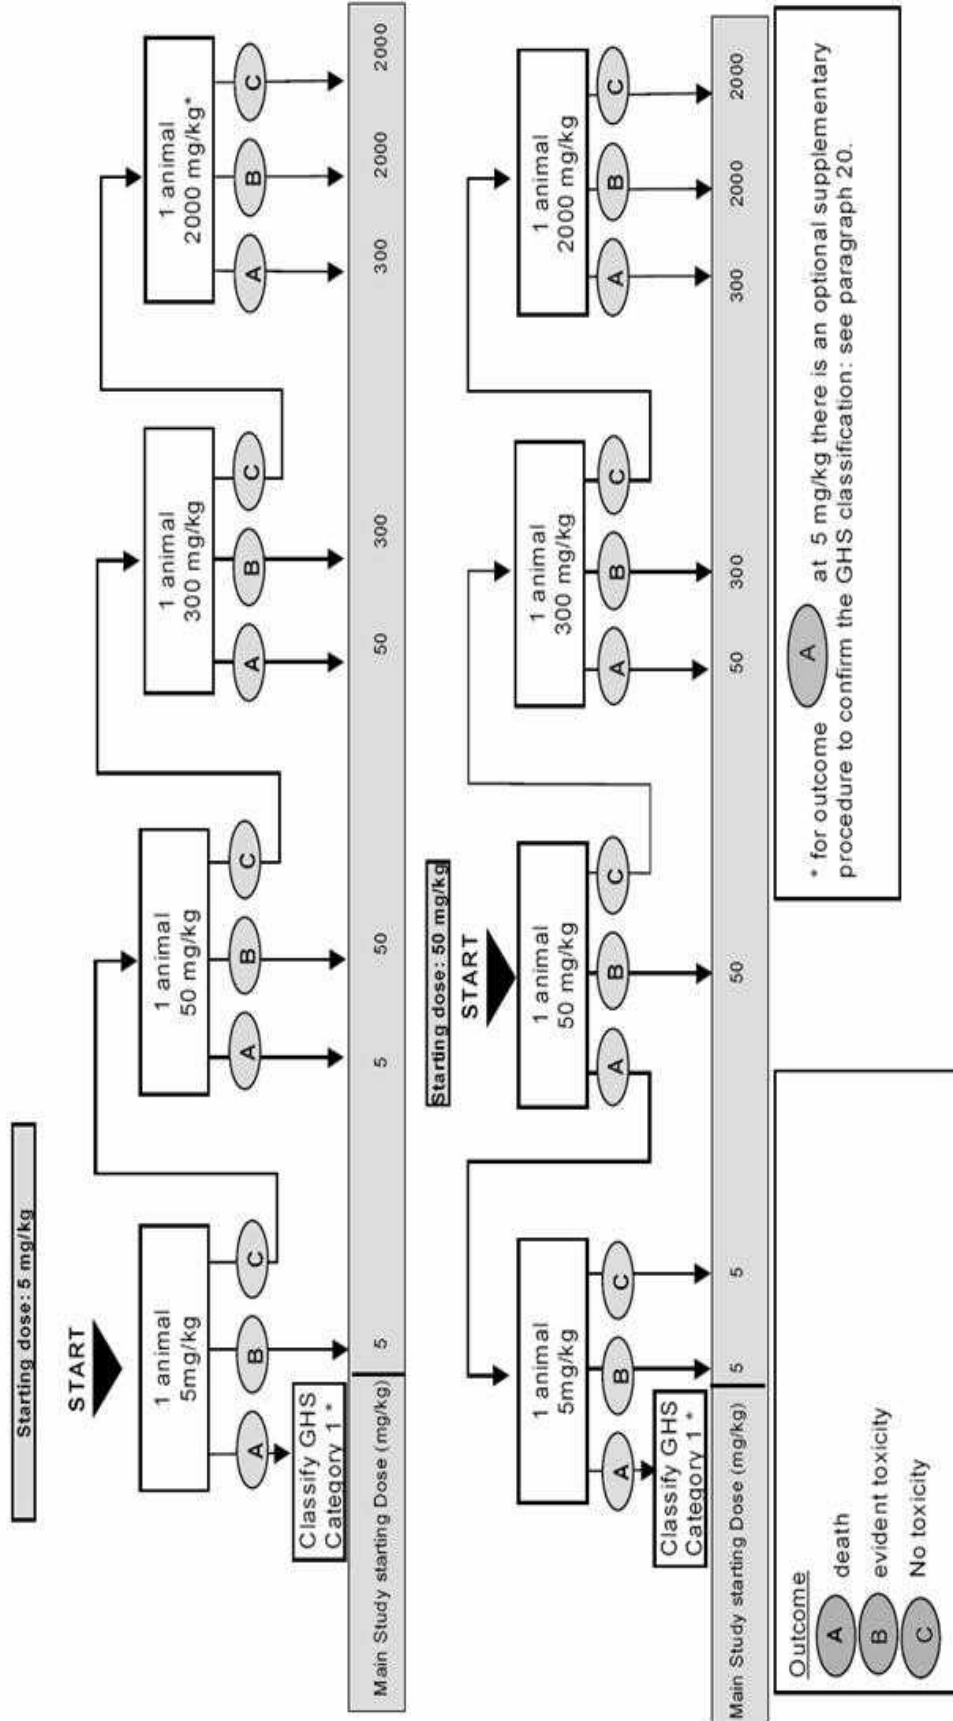 Starting dose: 5 mg/kg
START
1 animal
5mg/kg
1 animal
50 mg/kg
1 animal
300 mg/kg
1 animal
2000 mg/kg*
A
B
C
A
B
C
A
B
C
A
B
C
Classify GHS
Category 1 *
Main Study starting Dose (mg/kg)
5
5
50
50
300
300
2000
2000
Starting dose: 50 mg/kg
START
1 animal
5mg/kg
1 animal
50 mg/kg
1 animal
300 mg/kg
1 animal
2000 mg/kg
A
B
C
A
B
C
A
B
C
A
B
C
Classify GHS
Category 1 *
Main Study starting Dose (mg/kg)
5
5
50
50
300
300
2000
2000
Outcome
A death
B evident toxicity
C No toxicity
* for outcome A at 5 mg/kg there is an optional supplementary
procedure to confirm the GHS classification: see paragraph 20.